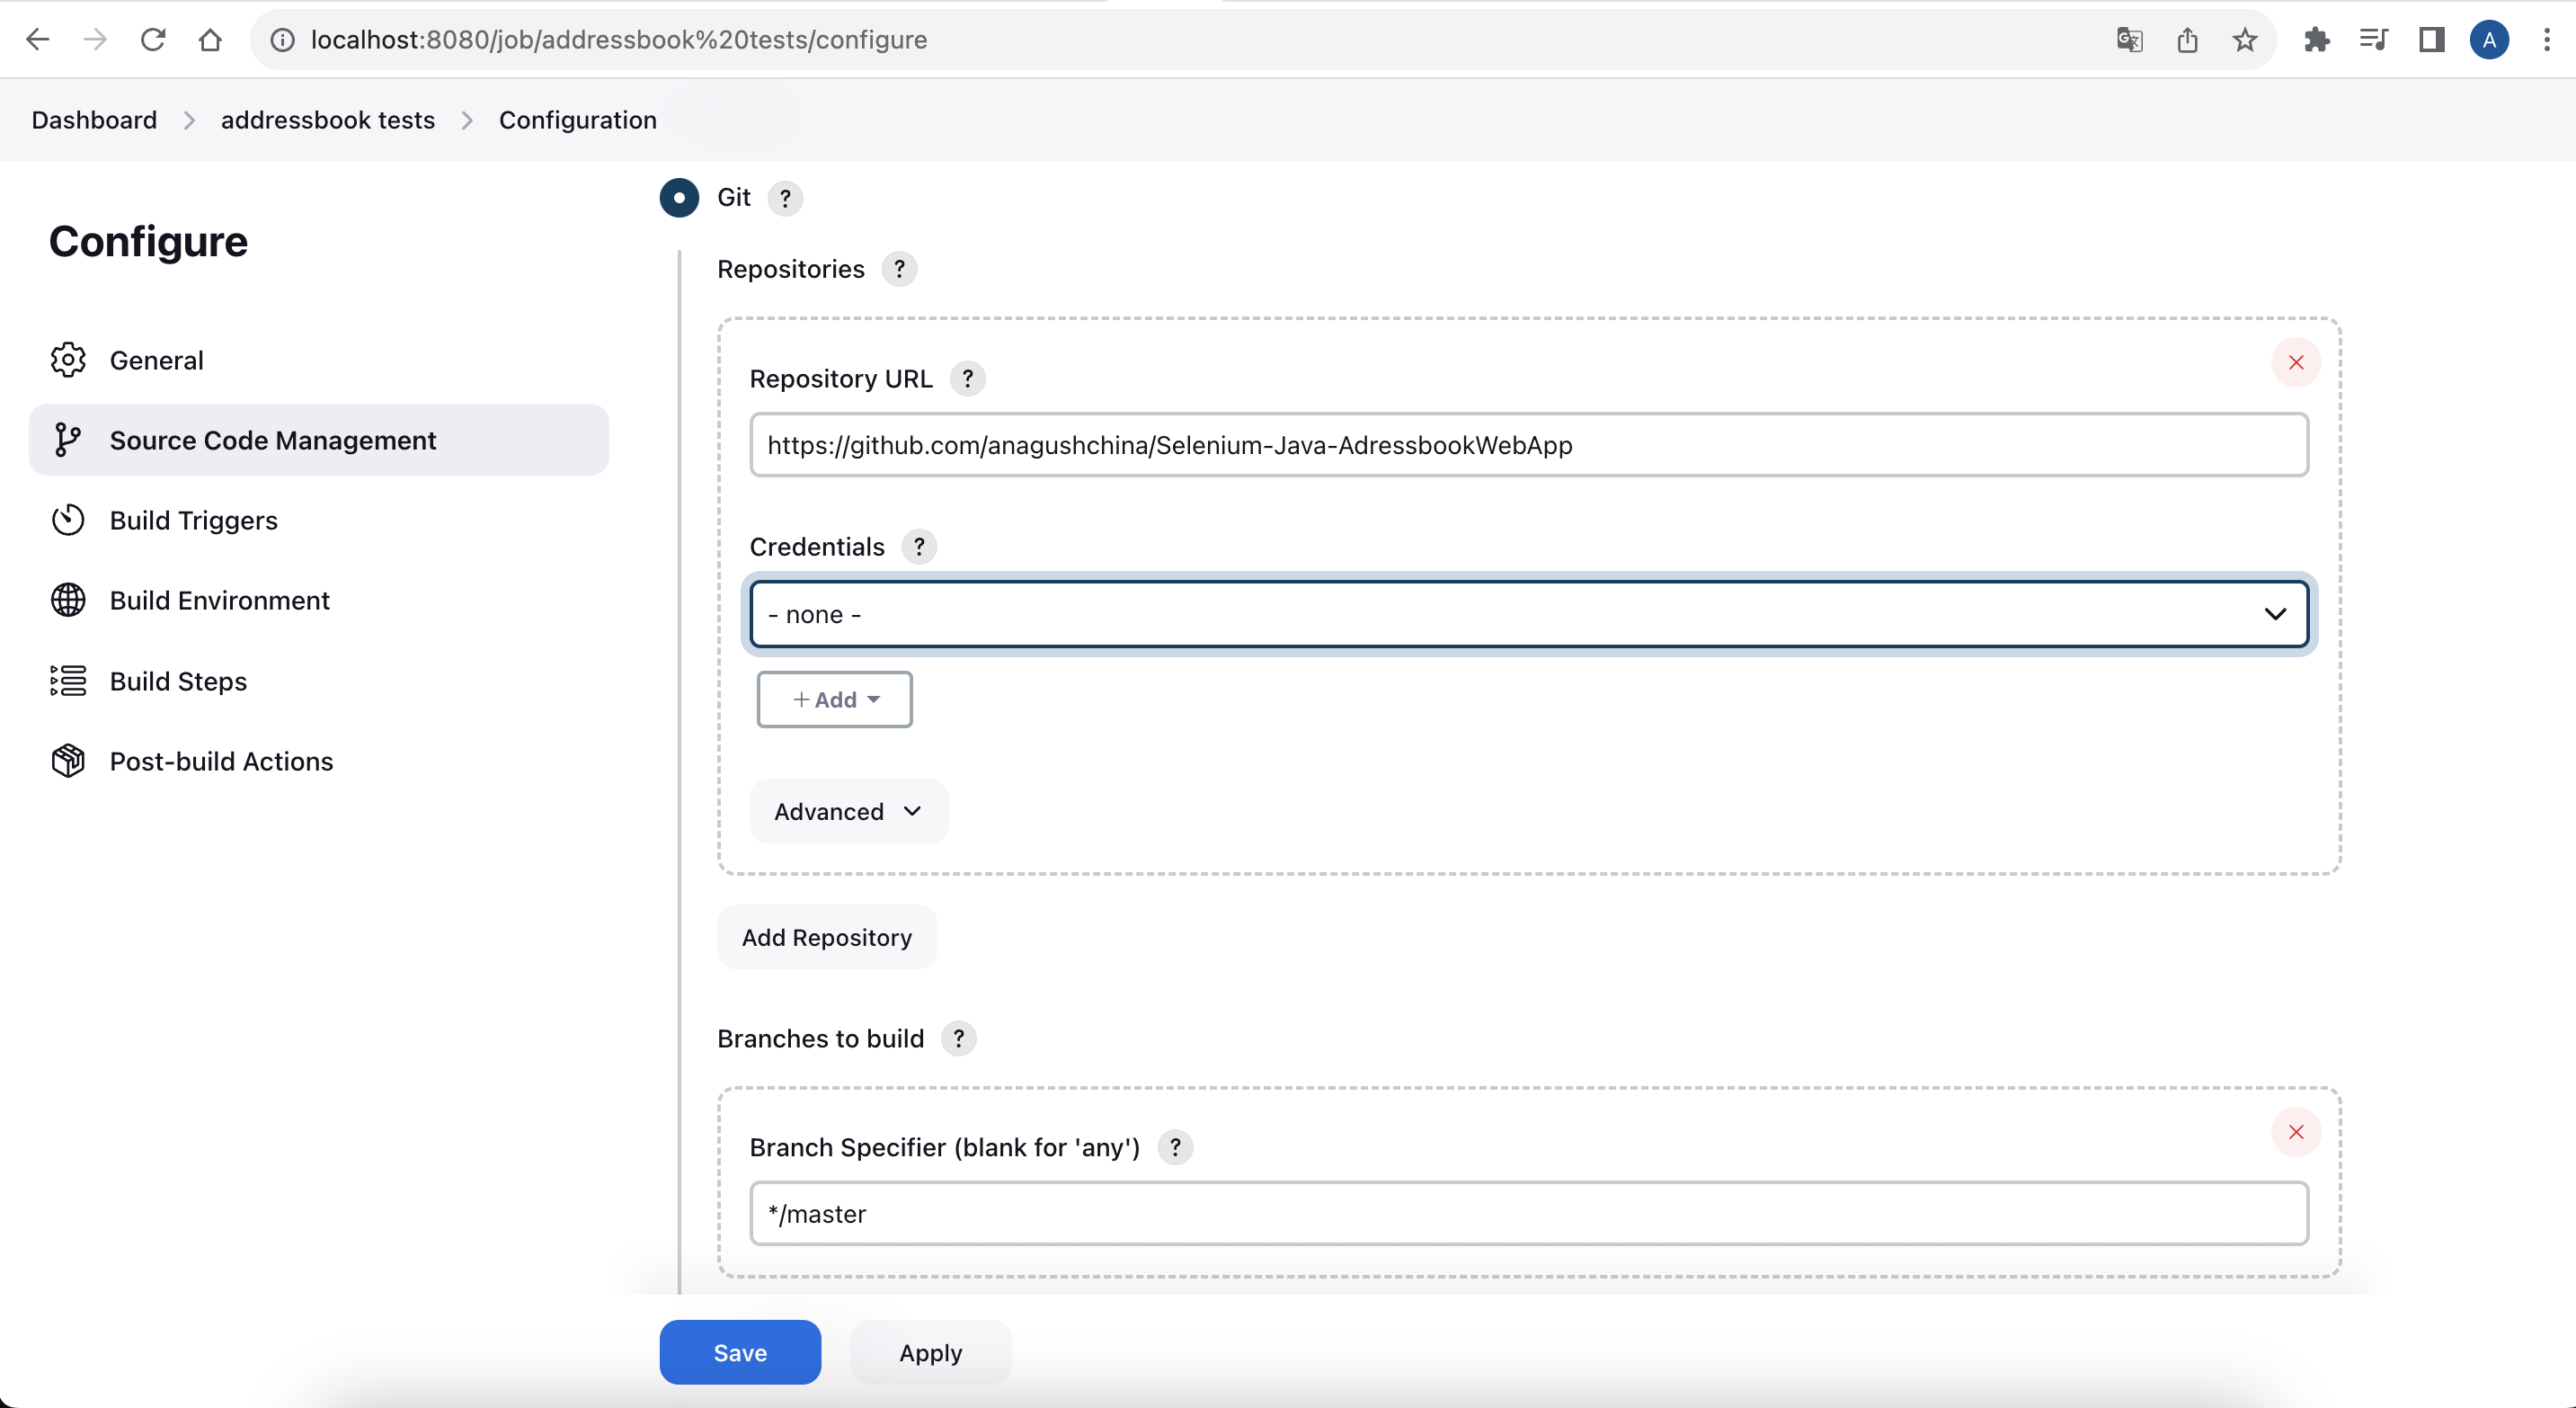 localhost:8080/job/addressbook%20tests/configure
A
Dashboard > addressbook tests > Configuration
Configure
General
Source Code Management
Build Triggers
Build Environment
Build Steps
Post-build Actions
Git ?
Repositories ?
Repository URL ?
https://github.com/anagushchina/Selenium-Java-AdressbookWebApp
Credentials ?
- none -
+ Add
Advanced
Add Repository
Branches to build ?
Branch Specifier (blank for 'any') ?
*/master
Save
Apply